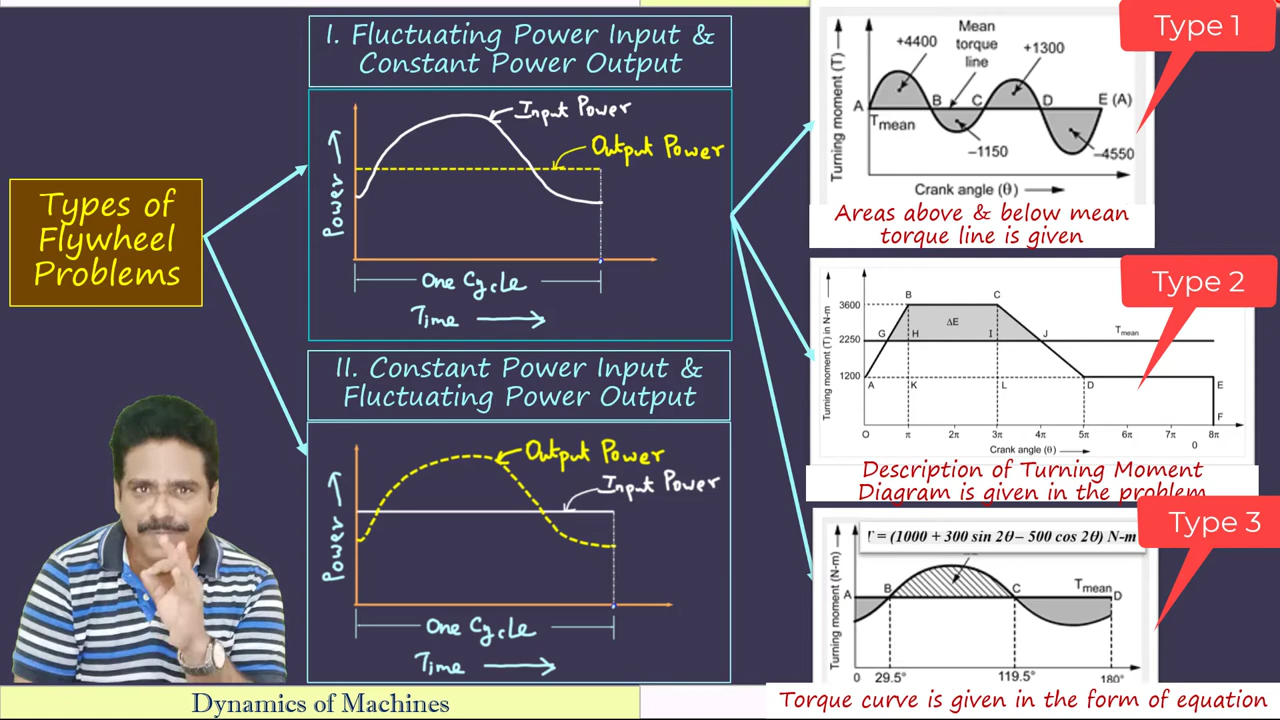 Types of
Flywheel
Problems
I. Fluctuating Power Input &
Constant Power Output
Power
Input Power
Output Power
One Cycle
Time
II. Constant Power Input &
Fluctuating Power Output
Power
Output Power
Input Power
One Cycle
Time
Type 1
Turning moment (T)
+4400
Mean
torque
line
+1300
A
B
C
D
E (A)
Tmean
−1150
−4550
Crank angle (θ)
Areas above & below mean
torque line is given
Type 2
Turning moment (T) in N-m
3600
2250
1200
B
C
ΔE
G
H
I
J
Tmean
A
K
L
D
E
F
O
π
2π
3π
4π
5π
6π
7π
8π
0
Crank angle (θ)
Description of Turning Moment
Diagram is given in the problem
Type 3
= (1000 + 300 sin 2θ – 500 cos 2θ) N-m
Turning moment (N-m)
A
B
C
Tmean
D
0
29.5°
119.5°
180°
Torque curve is given in the form of equation
Dynamics of Machines